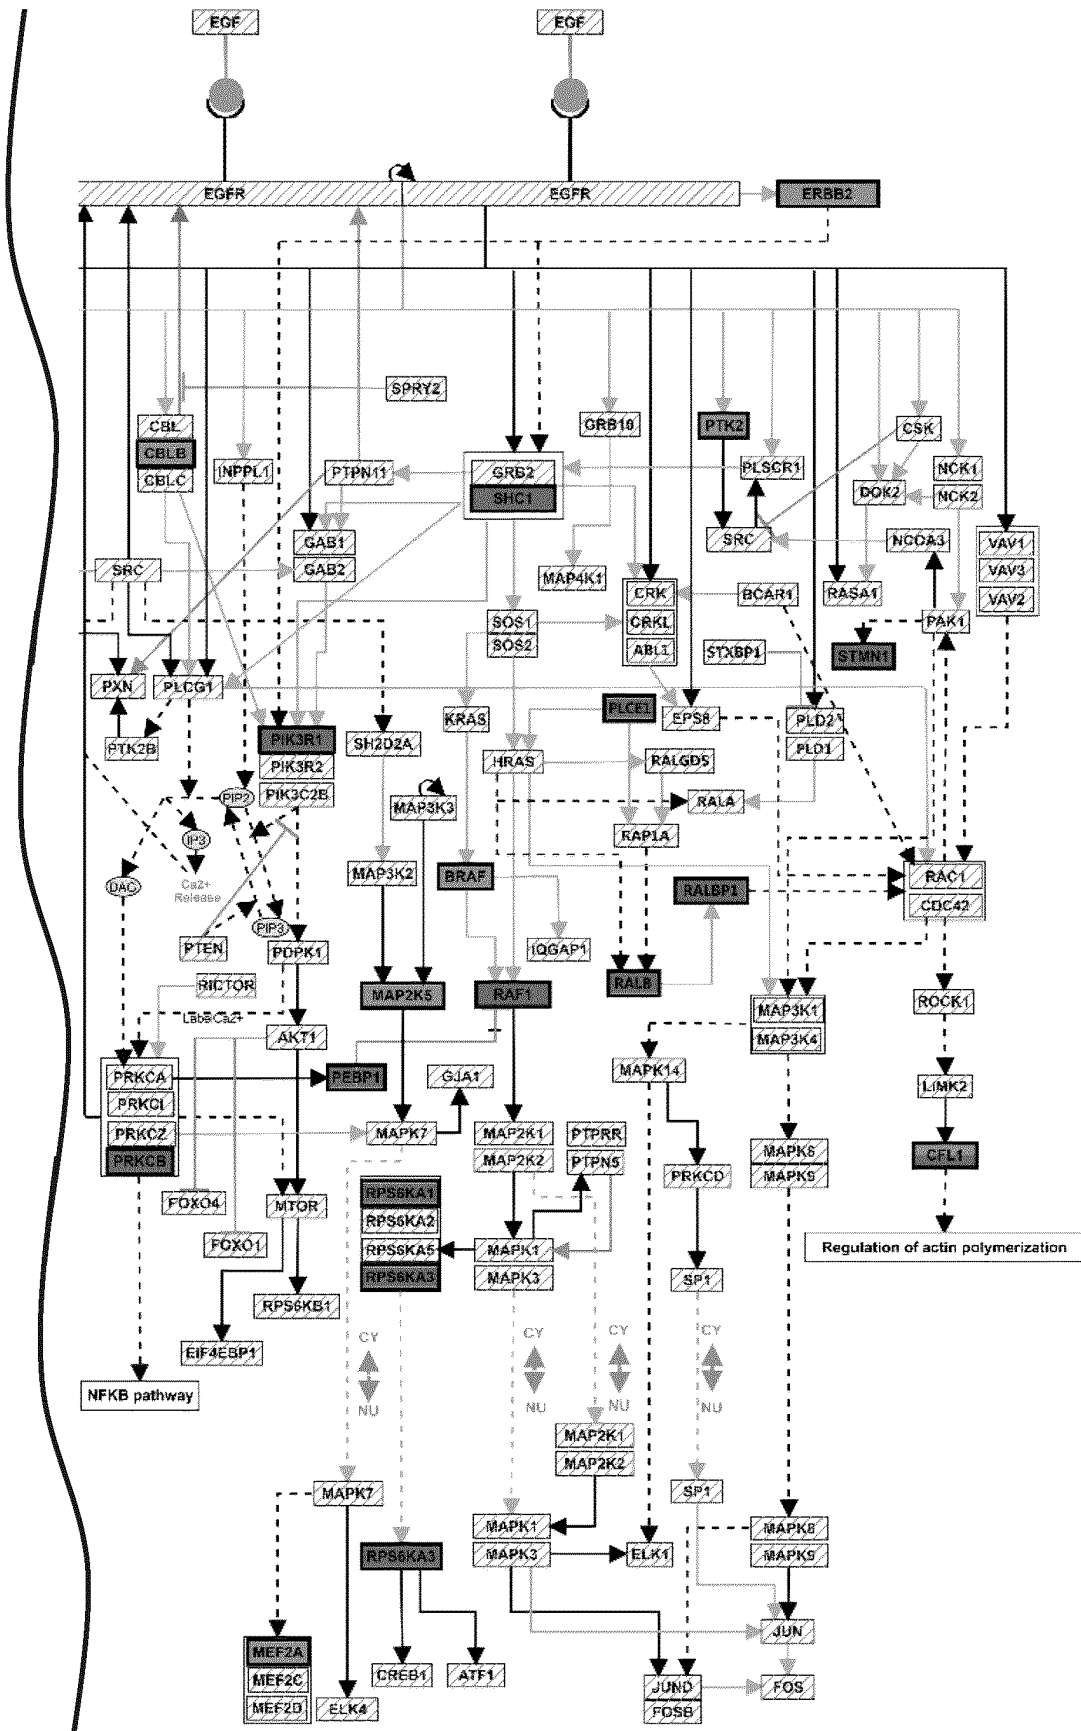 EGF
EGF
EGFR
EGFR
ERBB2
SPRY2
CBL
CBLB
CBLC
INPPL1
PTPN11
GRB2
SHC1
GRB10
PTK2
PLSCR1
CSK
NCK1
NCK2
DOK2
GAB1
GAB2
SRC
SRC
NCOA3
VAV1
VAV3
VAV2
MAP4K1
CRK
CRKL
ABL1
BCAR1
RASA1
PAK1
SOS1
SOS2
STXBP1
STMN1
PXN
PLCG1
PTK2B
KRAS
PLCE1
EPS8
PLD2
PLD1
PIK3R1
PIK3R2
PIK3C2B
SH2D2A
HRAS
RALGDS
RALA
MAP3K3
RAP1A
PIP2
IP3
DAG
Ca2+
Release
MAP3K2
BRAF
RALBP1
RAC1
CDC42
PTEN
PIP3
PDPK1
IQGAP1
RICTOR
MAP2K5
RAF1
RALB
MAP3K1
MAP3K4
ROCK1
Label
Ca2+
AKT1
PRKCA
PRKCI
PRKCZ
PRKCB
PEBP1
GJA1
MAPK14
LIMK2
MAPK7
MAP2K1
MAP2K2
PTPRR
PTPN5
PRKCD
MAPK8
MAPK9
CFL1
FOXO4
MTOR
FOXO1
RPS6KA1
RPS6KA2
RPS6KA5
RPS6KA3
MAPK1
MAPK3
SP1
Regulation of actin polymerization
RPS6KB1
EIF4EBP1
CY
NU
CY
NU
CY
NU
CY
NU
NFKB pathway
MAP2K1
MAP2K2
MAPK7
SP1
MAPK1
MAPK3
RPS6KA3
ELK1
MAPK8
MAPK9
JUN
MEF2A
MEF2C
MEF2D
ELK4
CREB1
ATF1
JUND
FOSB
FOS